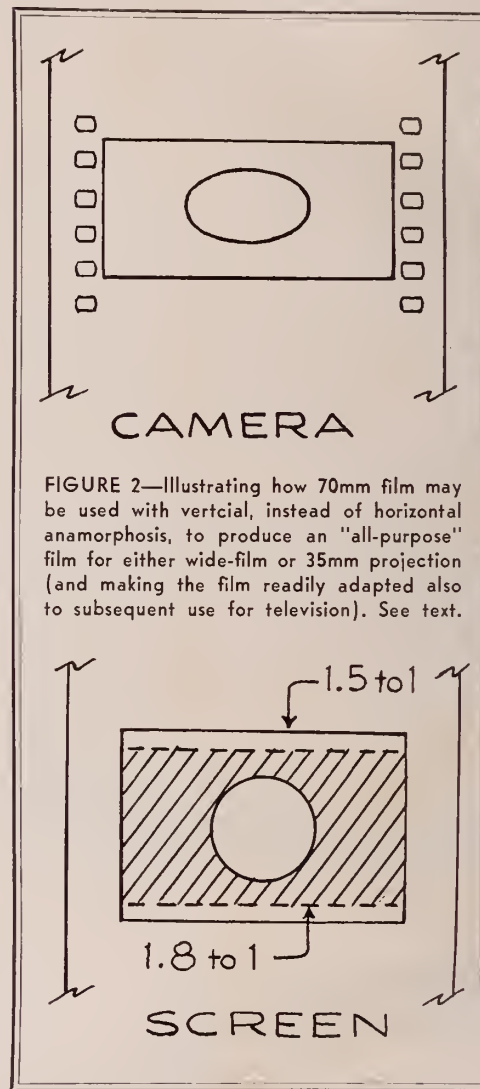 CAMERA
FIGURE 2—Illustrating how 70mm film may
be used with vertcial, instead of horizontal
anamorphosis, to produce an "all-purpose"
film for either wide-film or 35mm projection
(and making the film readily adapted also
to subsequent use for television). See text.
1.5 to 1
1.8 to 1
SCREEN